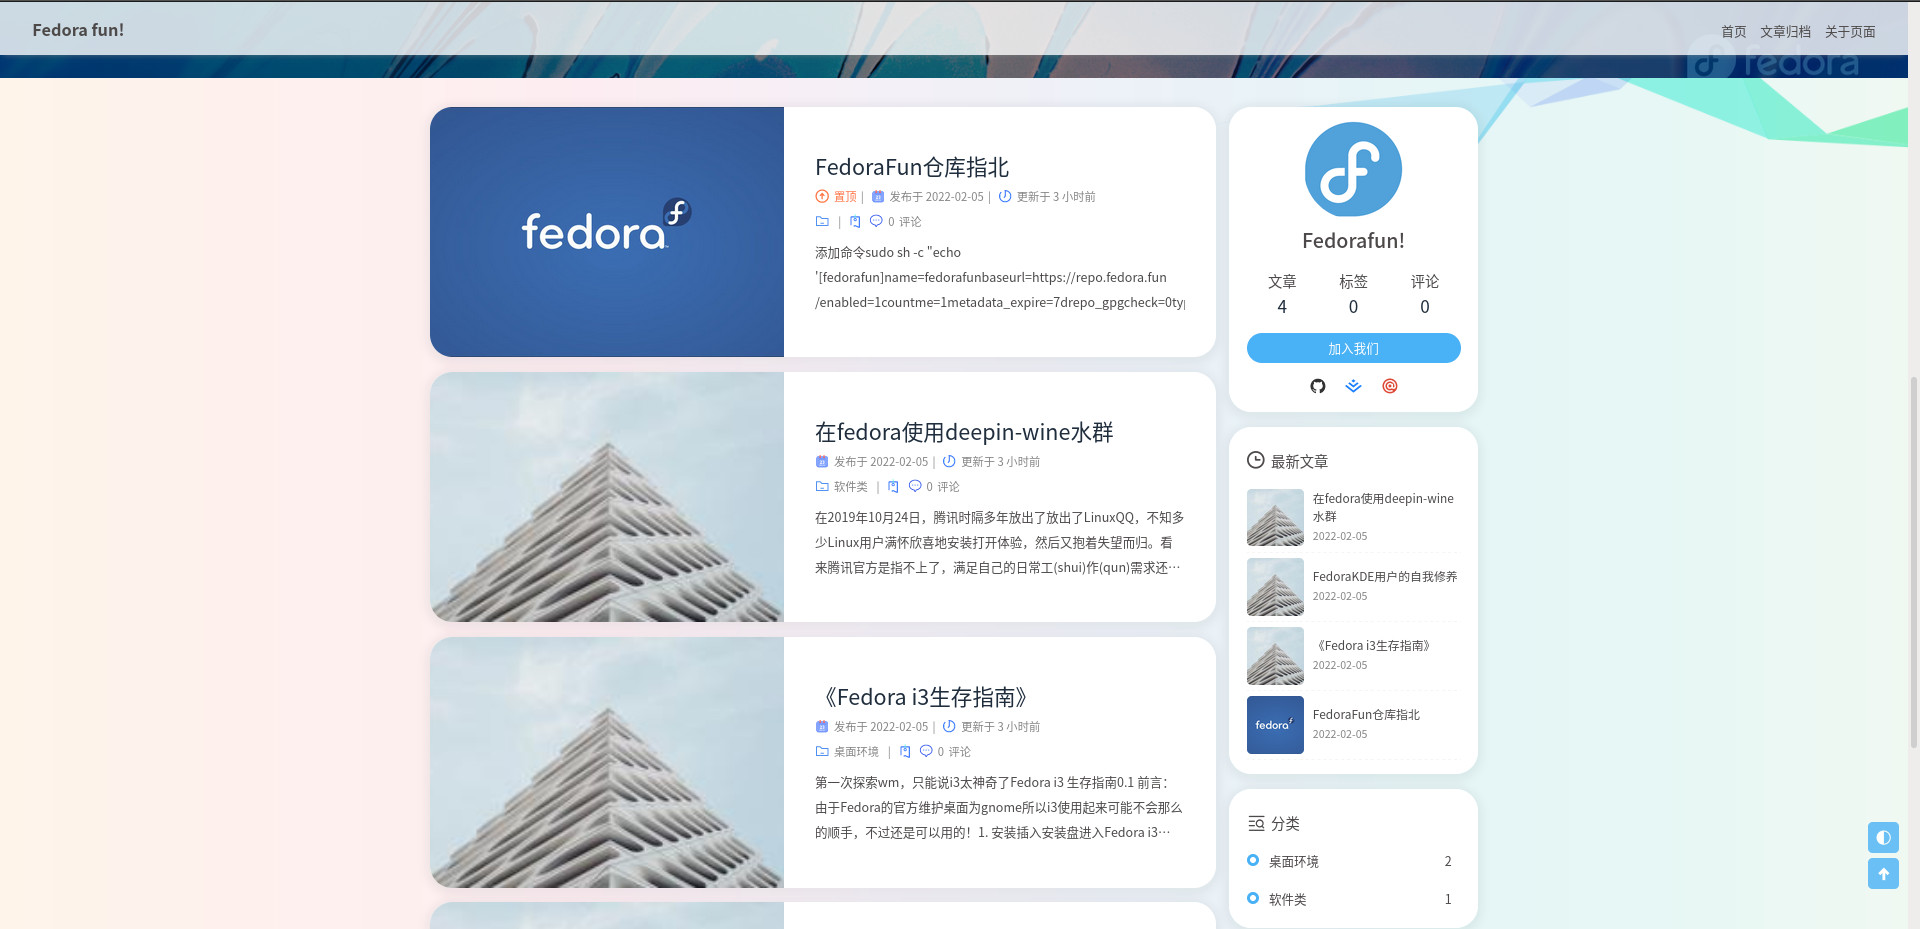 Fedora fun!
首页 文章归档 关于页面
fedora
fedora
FedoraFun仓库指北
置顶 | 发布于 2022-02-05 | 更新于 3 小时前
| 0 评论
添加命令sudo sh -c "echo
'[fedorafun]name=fedorafunbaseurl=https://repo.fedora.fun
/enabled=1countme=1metadata_expire=7drepo_gpgcheck=0ty
在fedora使用deepin-wine水群
发布于 2022-02-05 | 更新于 3 小时前
软件类 | 0 评论
在2019年10月24日，腾讯时隔多年放出了放出了LinuxQQ，不知多
少Linux用户满怀欣喜地安装打开体验，然后又抱着失望而归。看
来腾讯官方是指不上了，满足自己的日常工(shui)作(qun)需求还…
《Fedora i3生存指南》
发布于 2022-02-05 | 更新于 3 小时前
桌面环境 | 0 评论
第一次探索wm，只能说i3太神奇了Fedora i3 生存指南0.1 前言：
由于Fedora的官方维护桌面为gnome所以i3使用起来可能不会那么
的顺手，不过还是可以用的！1. 安装插入安装盘进入Fedora i3…
Fedorafun!
文章 标签 评论
4 0 0
加入我们
最新文章
在fedora使用deepin-wine
水群
2022-02-05
FedoraKDE用户的自我修养
2022-02-05
《Fedora i3生存指南》
2022-02-05
fedora
FedoraFun仓库指北
2022-02-05
分类
桌面环境 2
软件类 1